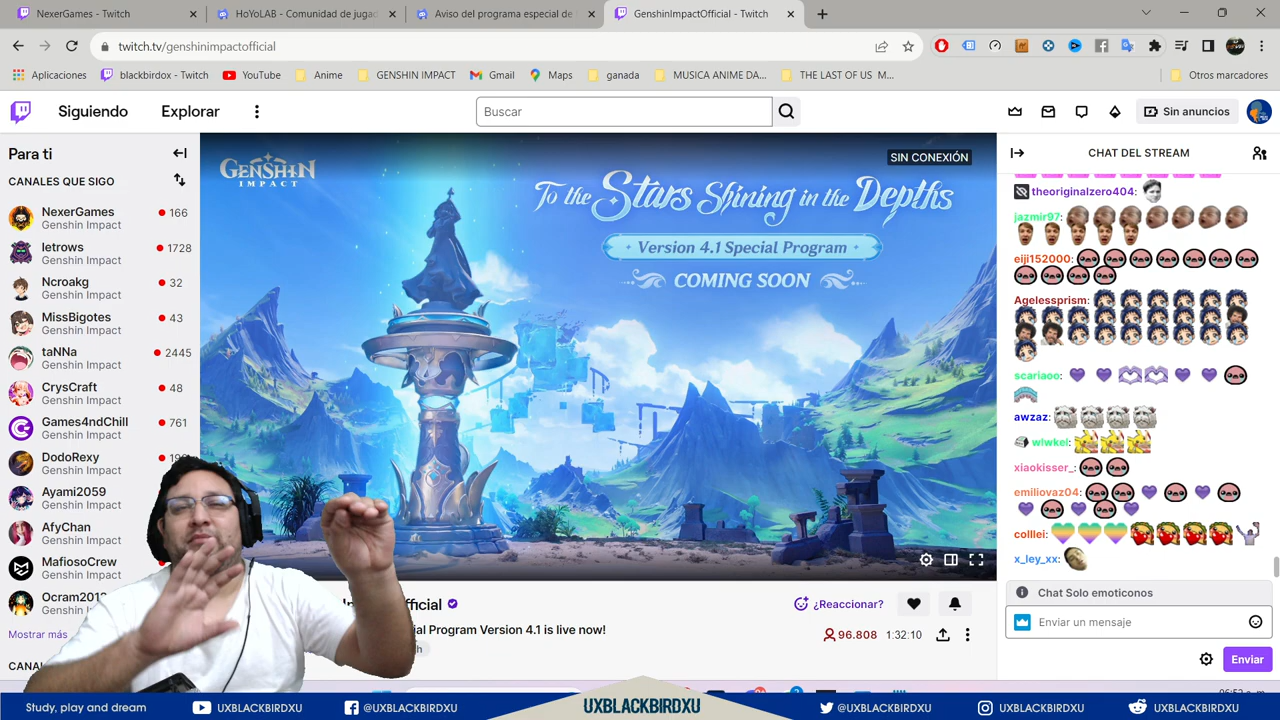 NexerGames - Twitch
HoYoLAB - Comunidad de jugad
Aviso del programa especial de
GenshinImpactOfficial - Twitch
twitch.tv/genshinimpactofficial
Aplicaciones
blackbirdox - Twitch
YouTube
Anime
GENSHIN IMPACT
Gmail
Maps
ganada
MUSICA ANIME DA...
THE LAST OF US M...
Otros marcadores
Siguiendo
Explorar
Buscar
Sin anuncios
Para ti
CANALES QUE SIGO
NexerGames
166
Genshin Impact
letrows
1728
Genshin Impact
Ncroakg
32
Genshin Impact
MissBigotes
43
Genshin Impact
taNNa
2445
Genshin Impact
CrysCraft
48
Genshin Impact
Games4ndChill
761
Genshin Impact
DodoRexy
Genshin Impact
Ayami2059
Genshin Impact
AfyChan
Genshin Impact
MafiosoCrew
Genshin Impact
Ocram2012
Genshin
Mostrar más
CANAL
GENSHIN
IMPACT
SIN CONEXIÓN
To the Stars Shining in the Depths
Version 4.1 Special Program
COMING SOON
¿Reaccionar?
Program Version 4.1 is live now!
96.808
1:32:10
CHAT DEL STREAM
theoriginalzero404:
jazmir97:
eiji152000:
Agelessprism:
scariaoo:
awzaz:
wlwkel:
xiaokisser_:
emiliovaz04:
colllei:
x_ley_xx:
Chat Solo emoticonos
Enviar un mensaje
Enviar
Study, play and dream
UXBLACKBIRDXU
@UXBLACKBIRDXU
UXBLACKBIRDXU
@UXBLACKBIRDXU
UXBLACKBIRDXU
UXBLACKBIRDXU